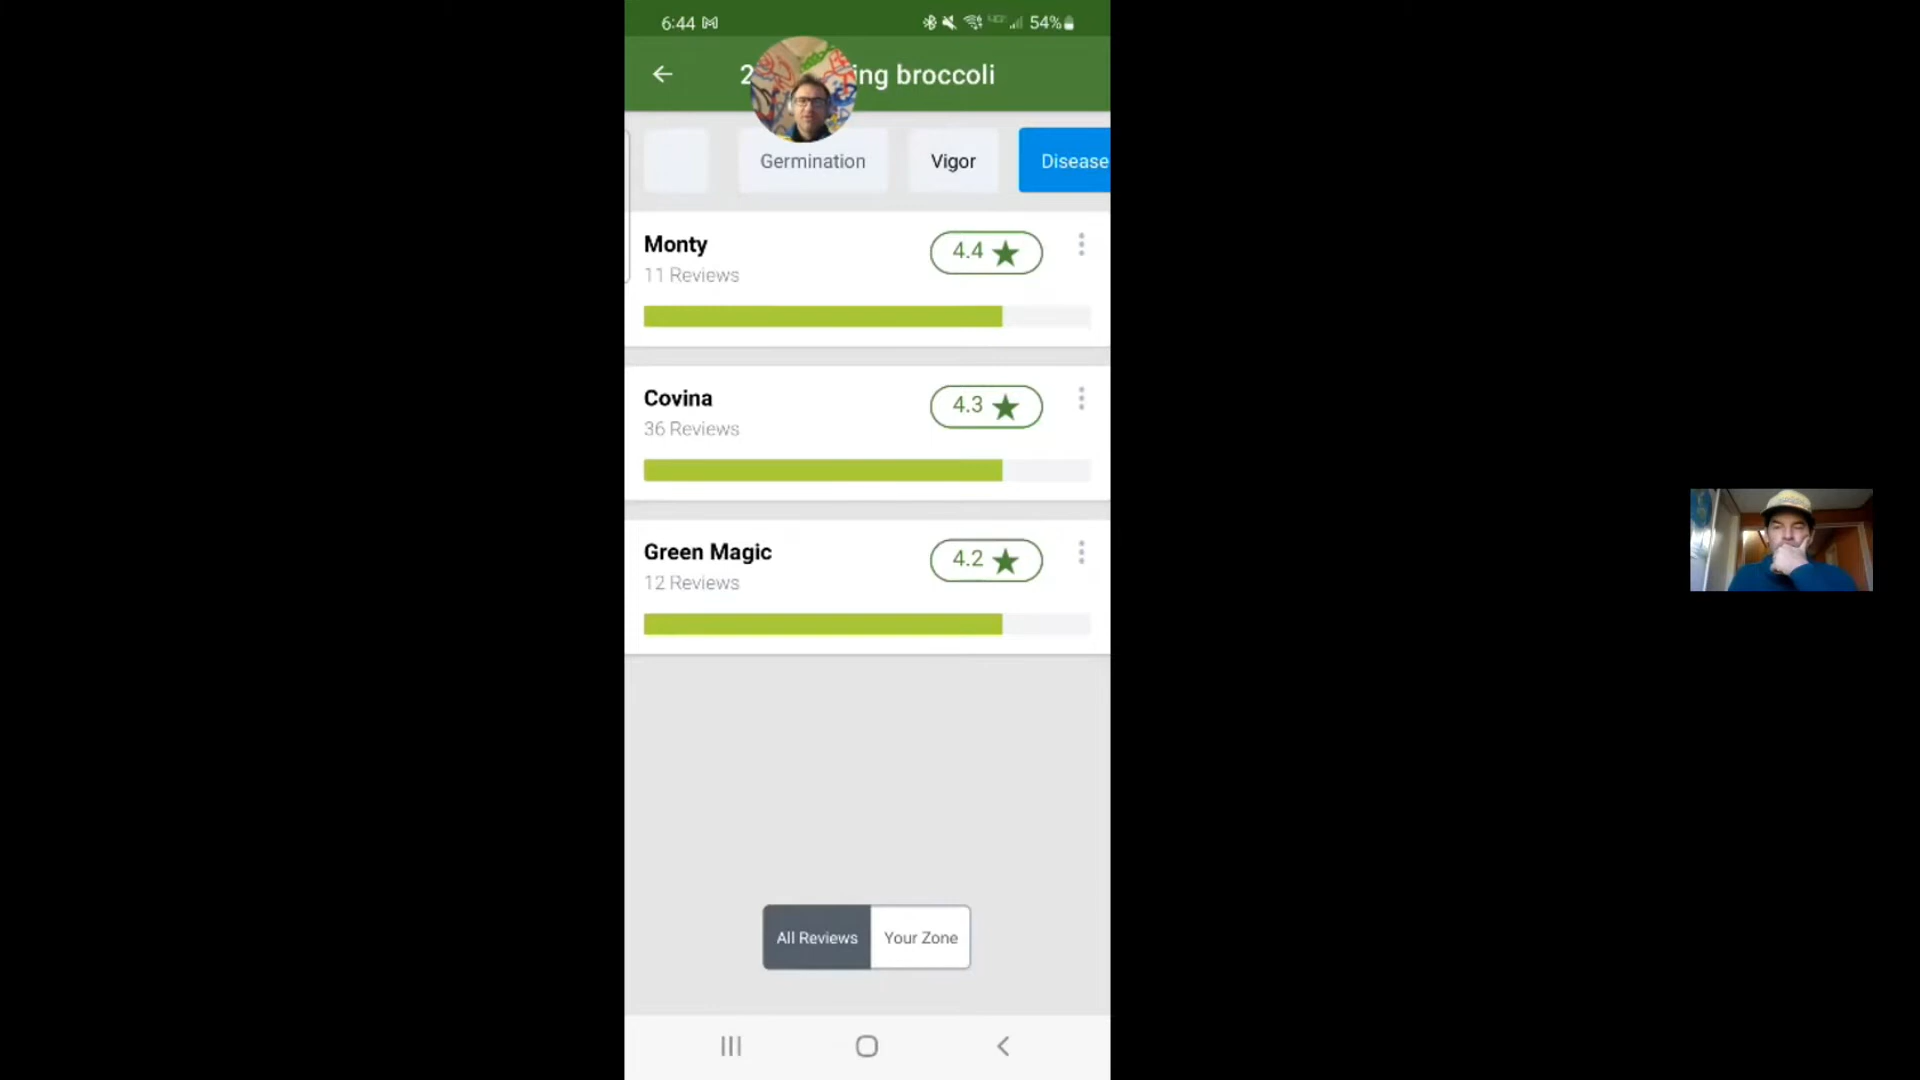 6:44 54%
2 ing broccoli
Germination Vigor Disease
Monty
4.4
11 Reviews
Covina
4.3
36 Reviews
Green Magic
4.2
12 Reviews
All Reviews Your Zone